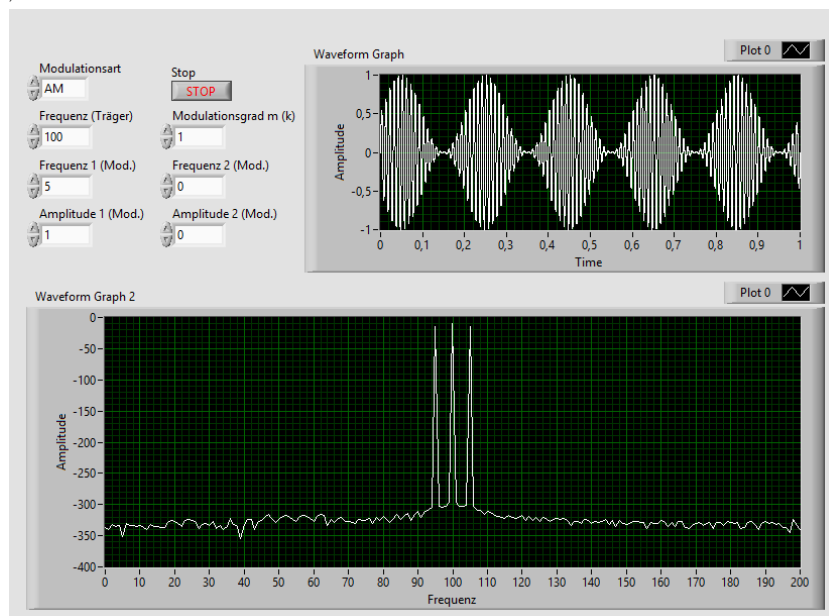 Modulationsart
AM
Stop
STOP
Frequenz (Träger)
100
Modulationsgrad m (k)
1
Frequenz 1 (Mod.)
5
Frequenz 2 (Mod.)
0
Amplitude 1 (Mod.)
1
Amplitude 2 (Mod.)
0
Waveform Graph
Plot 0
Amplitude
1
0,5
0
-0,5
-1
0 0,1 0,2 0,3 0,4 0,5 0,6 0,7 0,8 0,9 1
Time
Waveform Graph 2
Plot 0
Amplitude
0
-50
-100
-150
-200
-250
-300
-350
-400
0 10 20 30 40 50 60 70 80 90 100 110 120 130 140 150 160 170 180 190 200
Frequenz